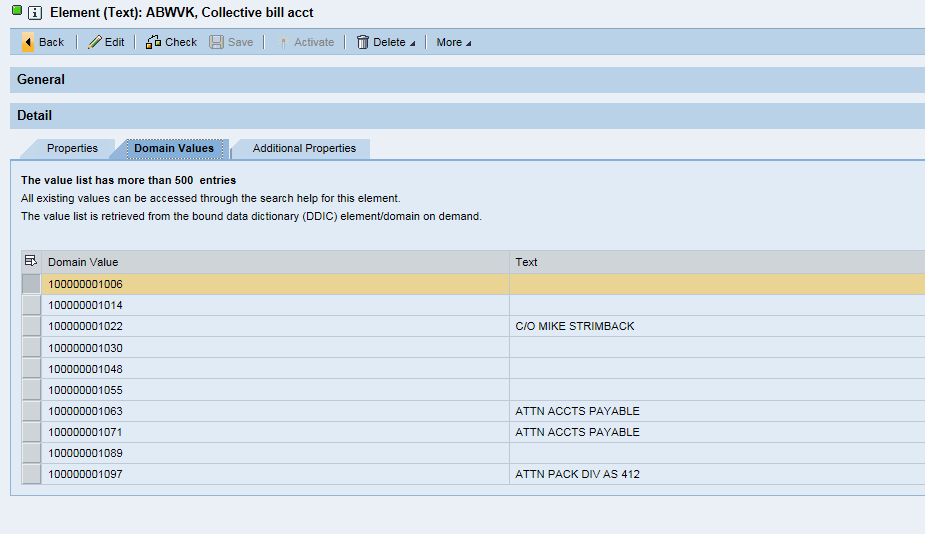 Element (Text): ABWVK, Collective bill acct
Back Edit Check Save Activate Delete More
General
Detail
Properties Domain Values Additional Properties
The value list has more than 500 entries
All existing values can be accessed through the search help for this element.
The value list is retrieved from the bound data dictionary (DDIC) element/domain on demand.
Domain Value Text
100000001006
100000001014
100000001022 C/O MIKE STRIMBACK
100000001030
100000001048
100000001055
100000001063 ATTN ACCTS PAYABLE
100000001071 ATTN ACCTS PAYABLE
100000001089
100000001097 ATTN PACK DIV AS 412